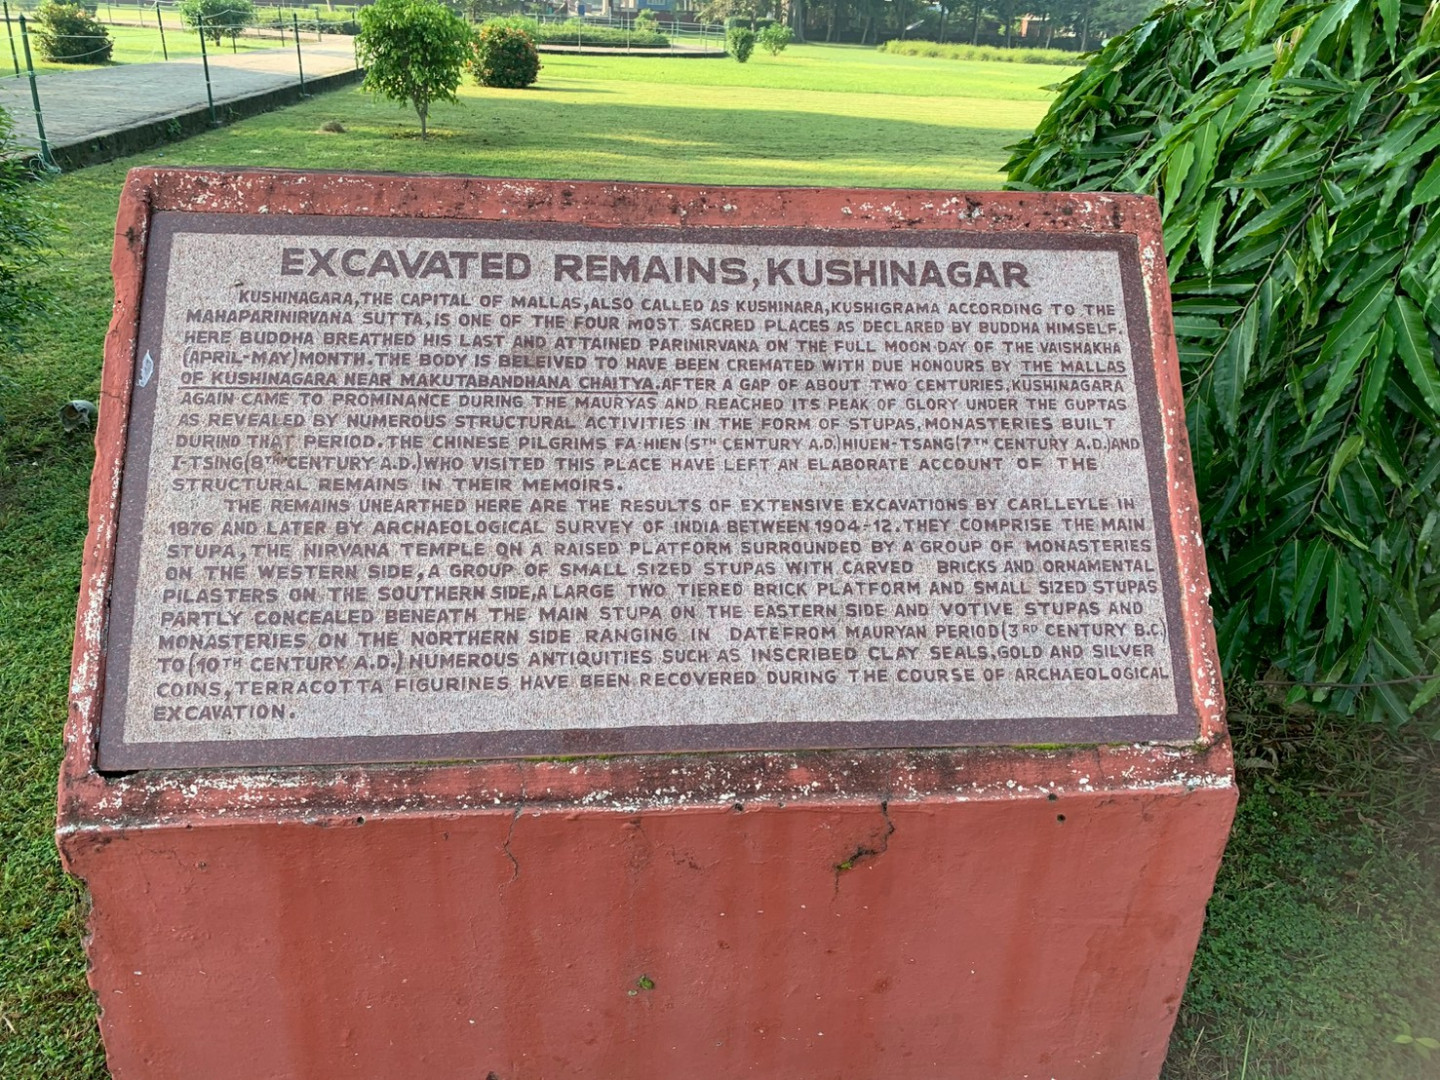 EXCAVATED REMAINS, KUSHINAGAR
KUSHINAGARA, THE CAPITAL OF MALLAS, ALSO CALLED AS KUSHINARA, KUSHIGRAMA ACCORDING TO THE
MAHAPARINIRVANA SUTTA, IS ONE OF THE FOUR MOST SACRED PLACES AS DECLARED BY BUDDHA HIMSELF.
HERE BUDDHA BREATHED HIS LAST AND ATTAINED PARINIRVANA ON THE FULL MOON DAY OF THE VAISHAKHA
(APRIL-MAY) MONTH. THE BODY IS BELEIVED TO HAVE BEEN CREMATED WITH DUE HONOURS BY THE MALLAS
OF KUSHINAGARA NEAR MAKUTABANDHANA CHAITYA. AFTER A GAP OF ABOUT TWO CENTURIES, KUSHINAGARA
AGAIN CAME TO PROMINANCE DURING THE MAURYAS AND REACHED ITS PEAK OF GLORY UNDER THE GUPTAS
AS REVEALED BY NUMEROUS STRUCTURAL ACTIVITIES IN THE FORM OF STUPAS, MONASTERIES BUILT
DURIND THAT PERIOD. THE CHINESE PILGRIMS FA-HIEN (5TH CENTURY A.D.) HIUEN-TSANG (7TH CENTURY A.D.) AND
I-TSING (8TH CENTURY A.D.) WHO VISITED THIS PLACE HAVE LEFT AN ELABORATE ACCOUNT OF THE
STRUCTURAL REMAINS IN THEIR MEMOIRS.
THE REMAINS UNEARTHED HERE ARE THE RESULTS OF EXTENSIVE EXCAVATIONS BY CARLLEYLE IN
1876 AND LATER BY ARCHAEOLOGICAL SURVEY OF INDIA BETWEEN 1904-12. THEY COMPRISE THE MAIN
STUPA, THE NIRVANA TEMPLE ON A RAISED PLATFORM SURROUNDED BY A GROUP OF MONASTERIES
ON THE WESTERN SIDE, A GROUP OF SMALL SIZED STUPAS WITH CARVED BRICKS AND ORNAMENTAL
PILASTERS ON THE SOUTHERN SIDE, A LARGE TWO TIERED BRICK PLATFORM AND SMALL SIZED STUPAS
PARTLY CONCEALED BENEATH THE MAIN STUPA ON THE EASTERN SIDE AND VOTIVE STUPAS AND
MONASTERIES ON THE NORTHERN SIDE RANGING IN DATEFROM MAURYAN PERIOD (3RD CENTURY B.C.)
TO (10TH CENTURY A.D.) NUMEROUS ANTIQUITIES SUCH AS INSCRIBED CLAY SEALS, GOLD AND SILVER
COINS, TERRACOTTA FIGURINES HAVE BEEN RECOVERED DURING THE COURSE OF ARCHAEOLOGICAL
EXCAVATION.